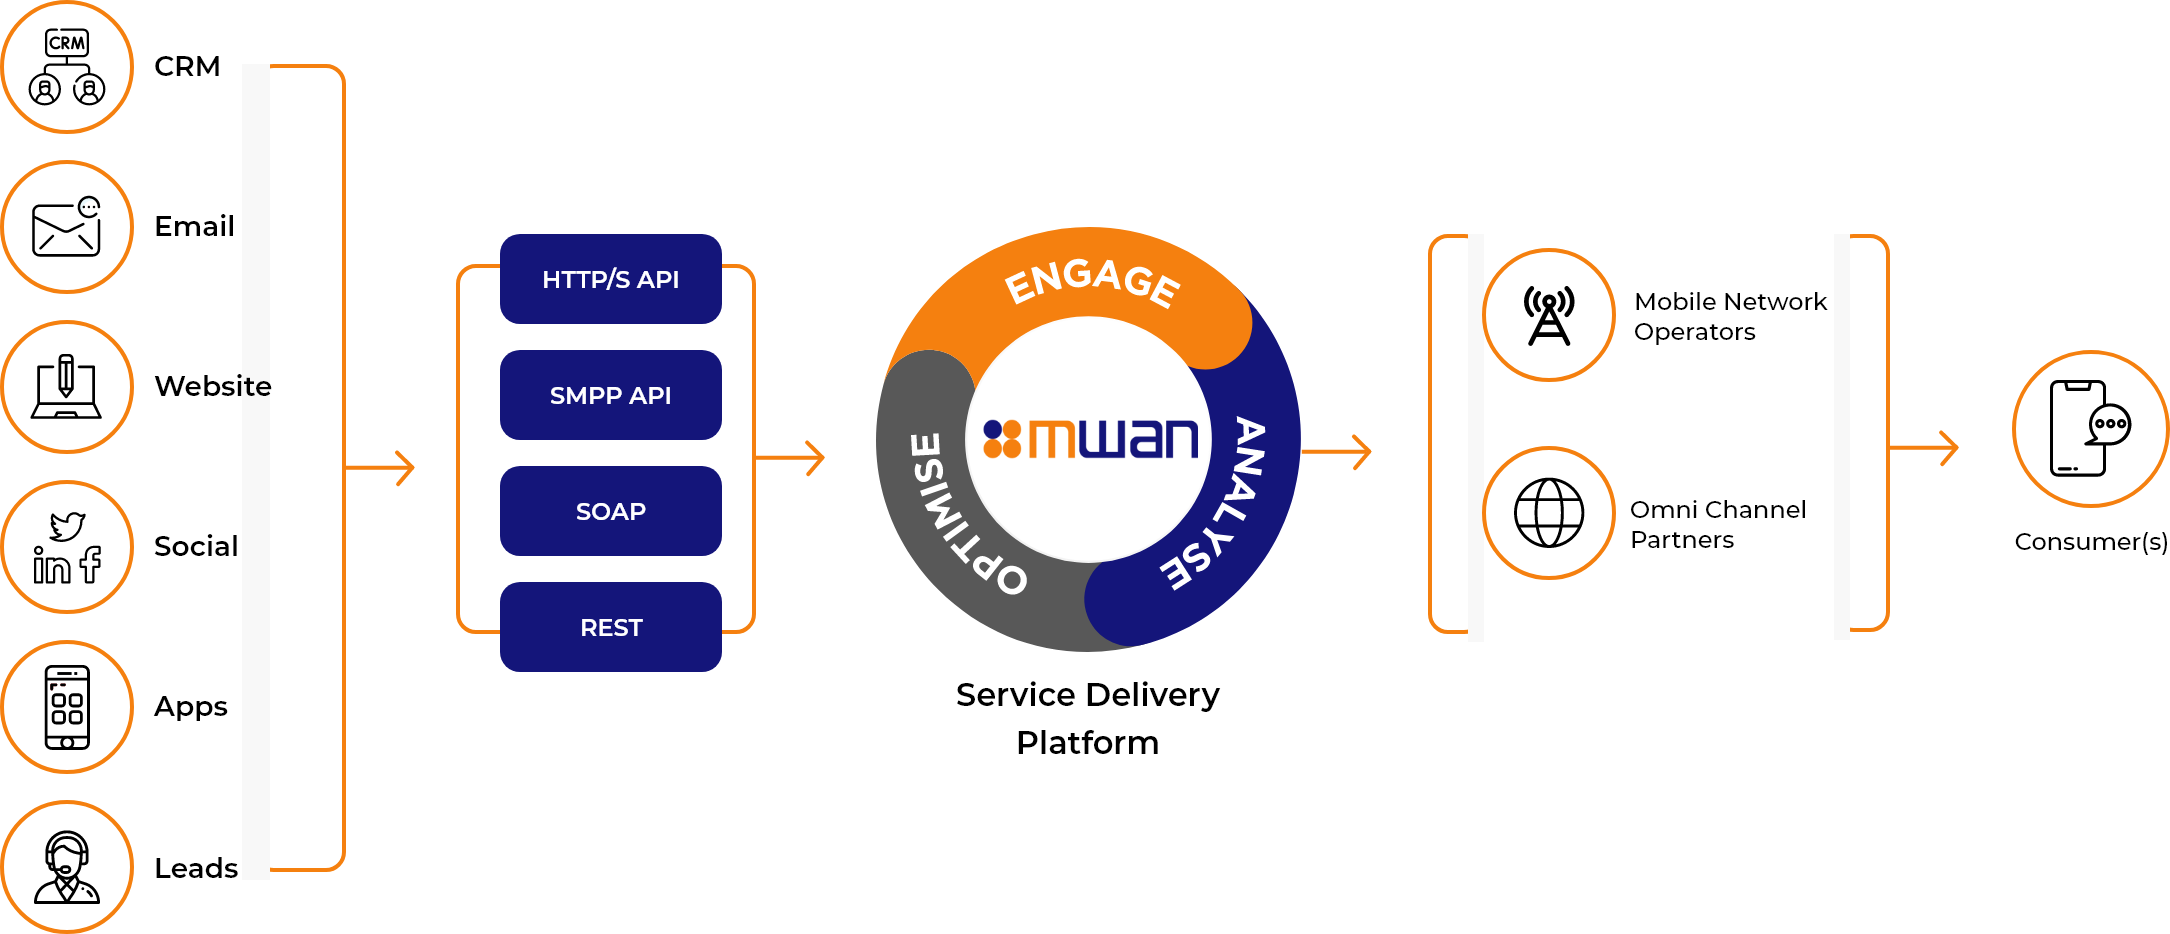 CRM
CRM
Email
Website
Social
in f
Apps
Leads
HTTP/S API
SMPP API
SOAP
REST
ENGAGE
ANALYSE
OPTIMISE
mwan
Service Delivery
Platform
Mobile Network
Operators
Omni Channel
Partners
Consumer(s)